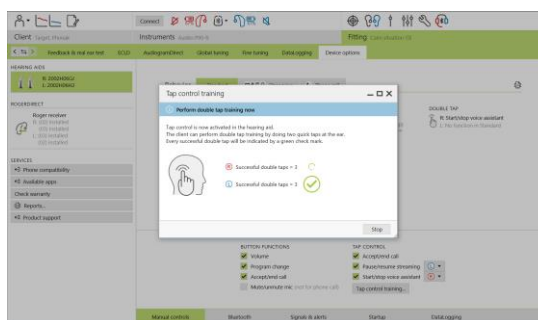 Connect
Client
Instruments
Fitting
Feedback & real ear test
AudiogramDirect
Global tuning
Fine tuning
DataLogging
Device options
HEARING AIDS
ROGERDIRECT
Roger receiver
SERVICES
Phone compatibility
Available apps
Check warranty
Reports...
Product support
Tap control training
Perform double tap training now
Tap control is now activated in the hearing aid.
The client can perform double tap training by doing two quick taps at the ear.
Every successful double tap will be indicated by a green check mark.
Successful double taps = 3
Successful double taps = 3
Stop
DOUBLE TAP
R: Start/stop voice assistant
BUTTON FUNCTIONS
Volume
Program change
Accept/end call
TAP CONTROL
Accept/end call
Pause/resume streaming
Start/stop voice assistant
Tap control training...
Manual controls
Bluetooth
Signals & alerts
Startup
DataLogging